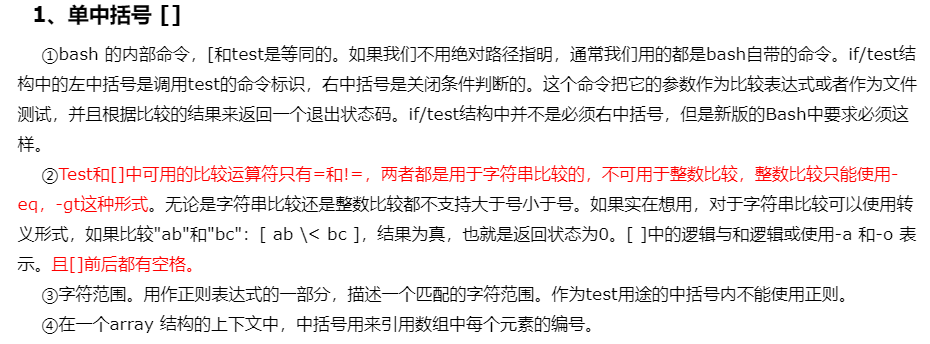 1、单中括号 []
①bash 的内部命令，[和test是等同的。如果我们不用绝对路径指明，通常我们用的都是bash自带的命令。if/test结
构中的左中括号是调用test的命令标识，右中括号是关闭条件判断的。这个命令把它的参数作为比较表达式或者作为文件
测试，并且根据比较的结果来返回一个退出状态码。if/test结构中并不是必须右中括号，但是新版的Bash中要求必须这
样。
②Test和[]中可用的比较运算符只有=和!=，两者都是用于字符串比较的，不可用于整数比较，整数比较只能使用-
eq，-gt这种形式。无论是字符串比较还是整数比较都不支持大于号小于号。如果实在想用，对于字符串比较可以使用转
义形式，如果比较"ab"和"bc"：[ ab \< bc ]，结果为真，也就是返回状态为0。[ ]中的逻辑与和逻辑或使用-a 和-o 表
示。且[]前后都有空格。
③字符范围。用作正则表达式的一部分，描述一个匹配的字符范围。作为test用途的中括号内不能使用正则。
④在一个array 结构的上下文中，中括号用来引用数组中每个元素的编号。